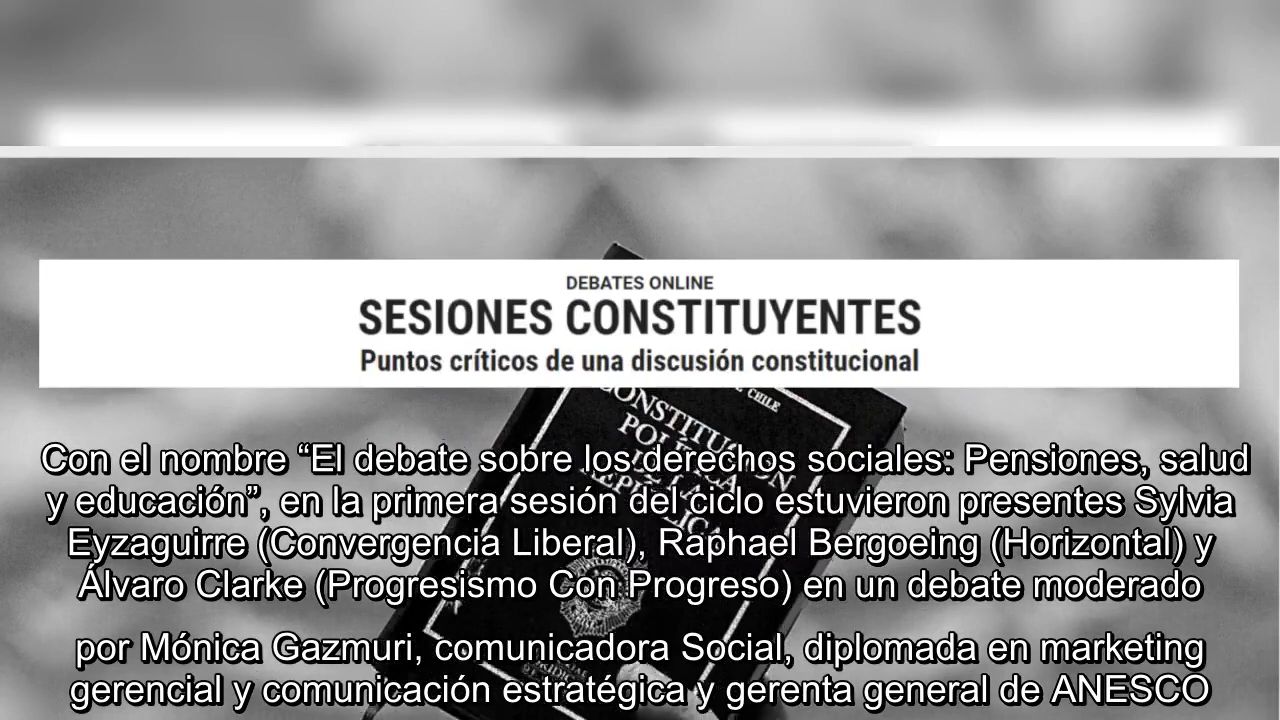 DEBATES ONLINE
SESIONES CONSTITUYENTES
Puntos críticos de una discusión constitucional
CHILE
CONSTITUCIÓN
POLÍTICA
Con el nombre “El debate sobre los derechos sociales: Pensiones, salud
y educación”, en la primera sesión del ciclo estuvieron presentes Sylvia
Eyzaguirre (Convergencia Liberal), Raphael Bergoeing (Horizontal) y
Álvaro Clarke (Progresismo Con Progreso) en un debate moderado
por Mónica Gazmuri, comunicadora Social, diplomada en marketing
gerencial y comunicación estratégica y gerenta general de ANESCO